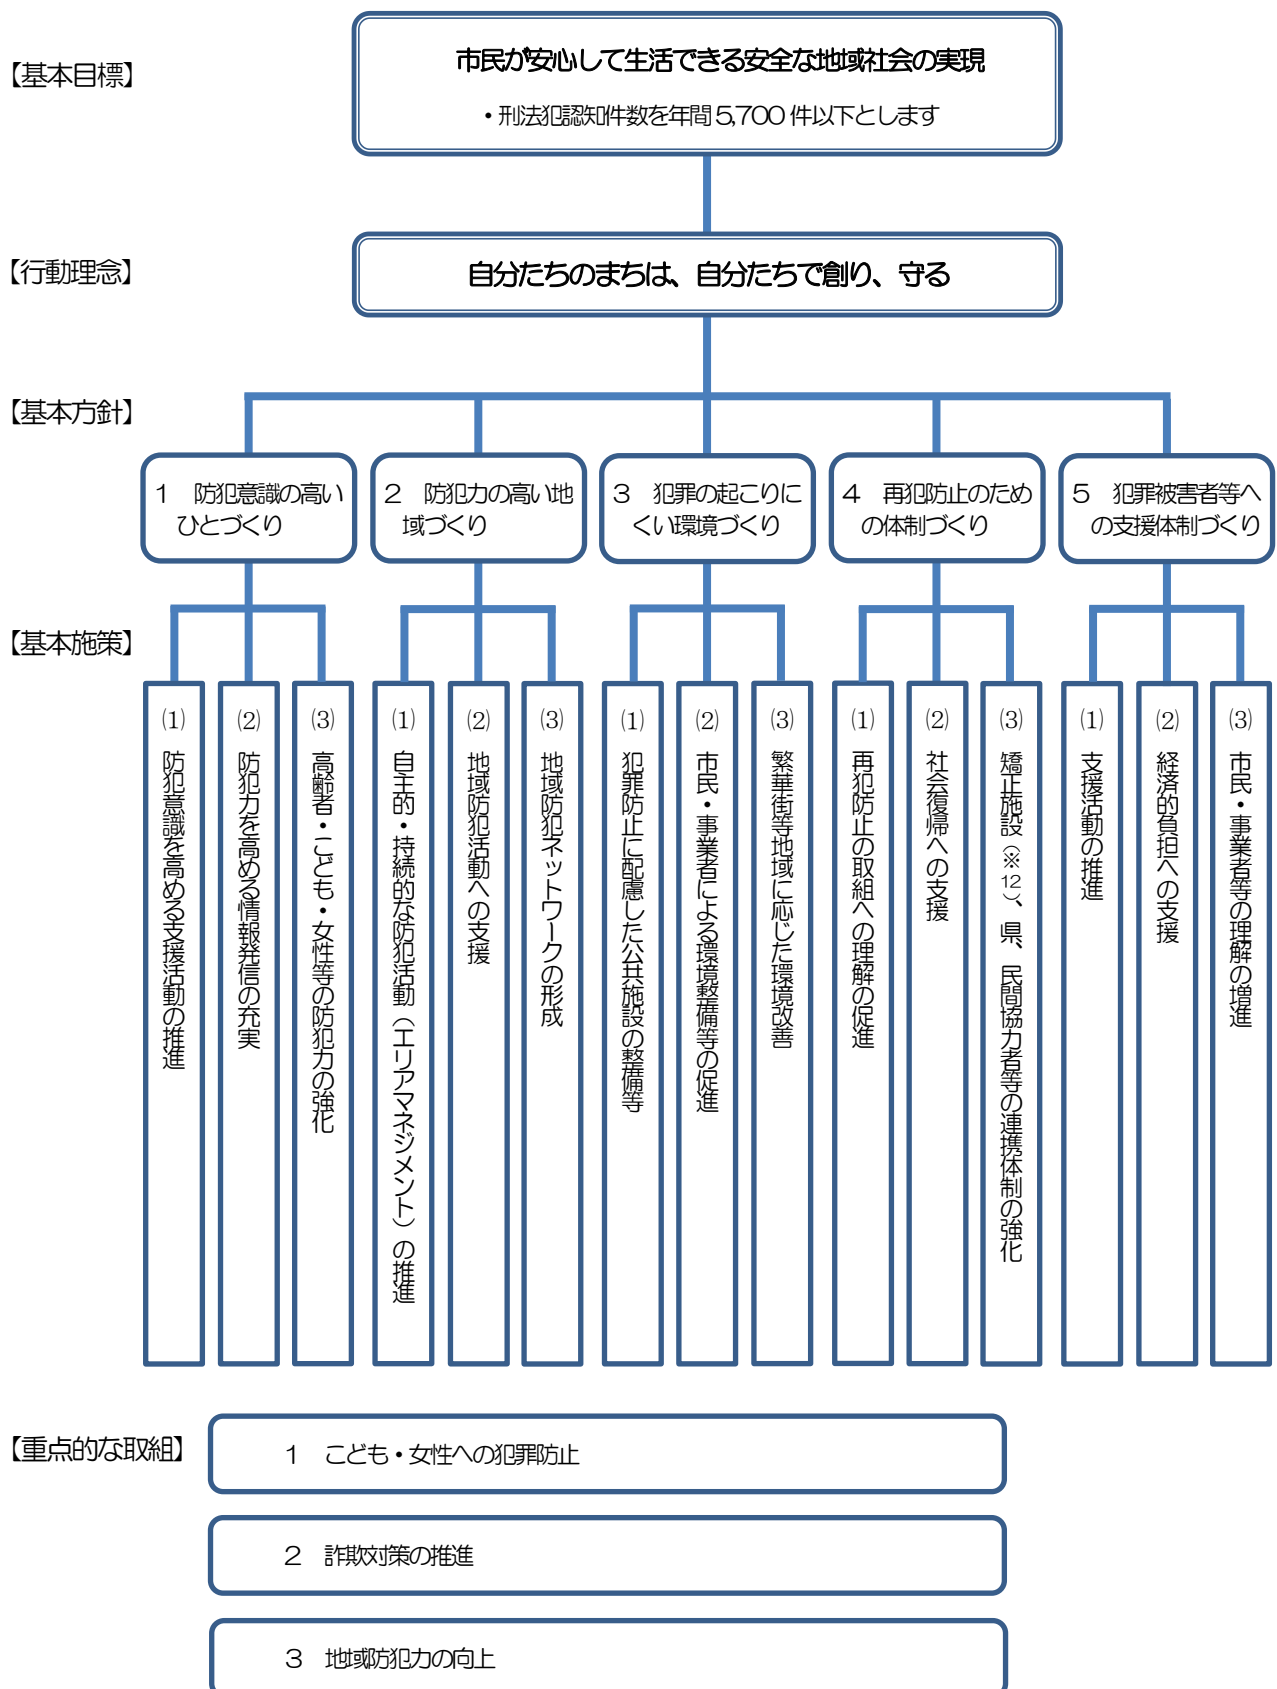 【基本目標】
市民が安心して生活できる安全な地域社会の実現
・刑法犯認知件数を年間5,700件以下とします
【行動理念】
自分たちのまちは、自分たちで創り、守る
【基本方針】
1 防犯意識の高い
ひとづくり
2 防犯力の高い地
域づくり
3 犯罪の起こりに
くい環境づくり
4 再犯防止のため
の体制づくり
5 犯罪被害者等へ
の支援体制づくり
【基本施策】
(1) 防犯意識を高める支援活動の推進
(2) 防犯力を高める情報発信の充実
(3) 高齢者・こども・女性等の防犯力の強化
(1) 自主的・持続的な防犯活動(エリアマネジメント)の推進
(2) 地域防犯活動への支援
(3) 地域防犯ネットワークの形成
(1) 犯罪防止に配慮した公共施設の整備等
(2) 市民・事業者による環境整備等の促進
(3) 繁華街等地域に応じた環境改善
(1) 再犯防止の取組への理解の促進
(2) 社会復帰への支援
(3) 矯正施設(※12)、県、民間協力者等の連携体制の強化
(1) 支援活動の推進
(2) 経済的負担への支援
(3) 市民・事業者等の理解の増進
【重点的な取組】
1 こども・女性への犯罪防止
2 詐欺対策の推進
3 地域防犯力の向上